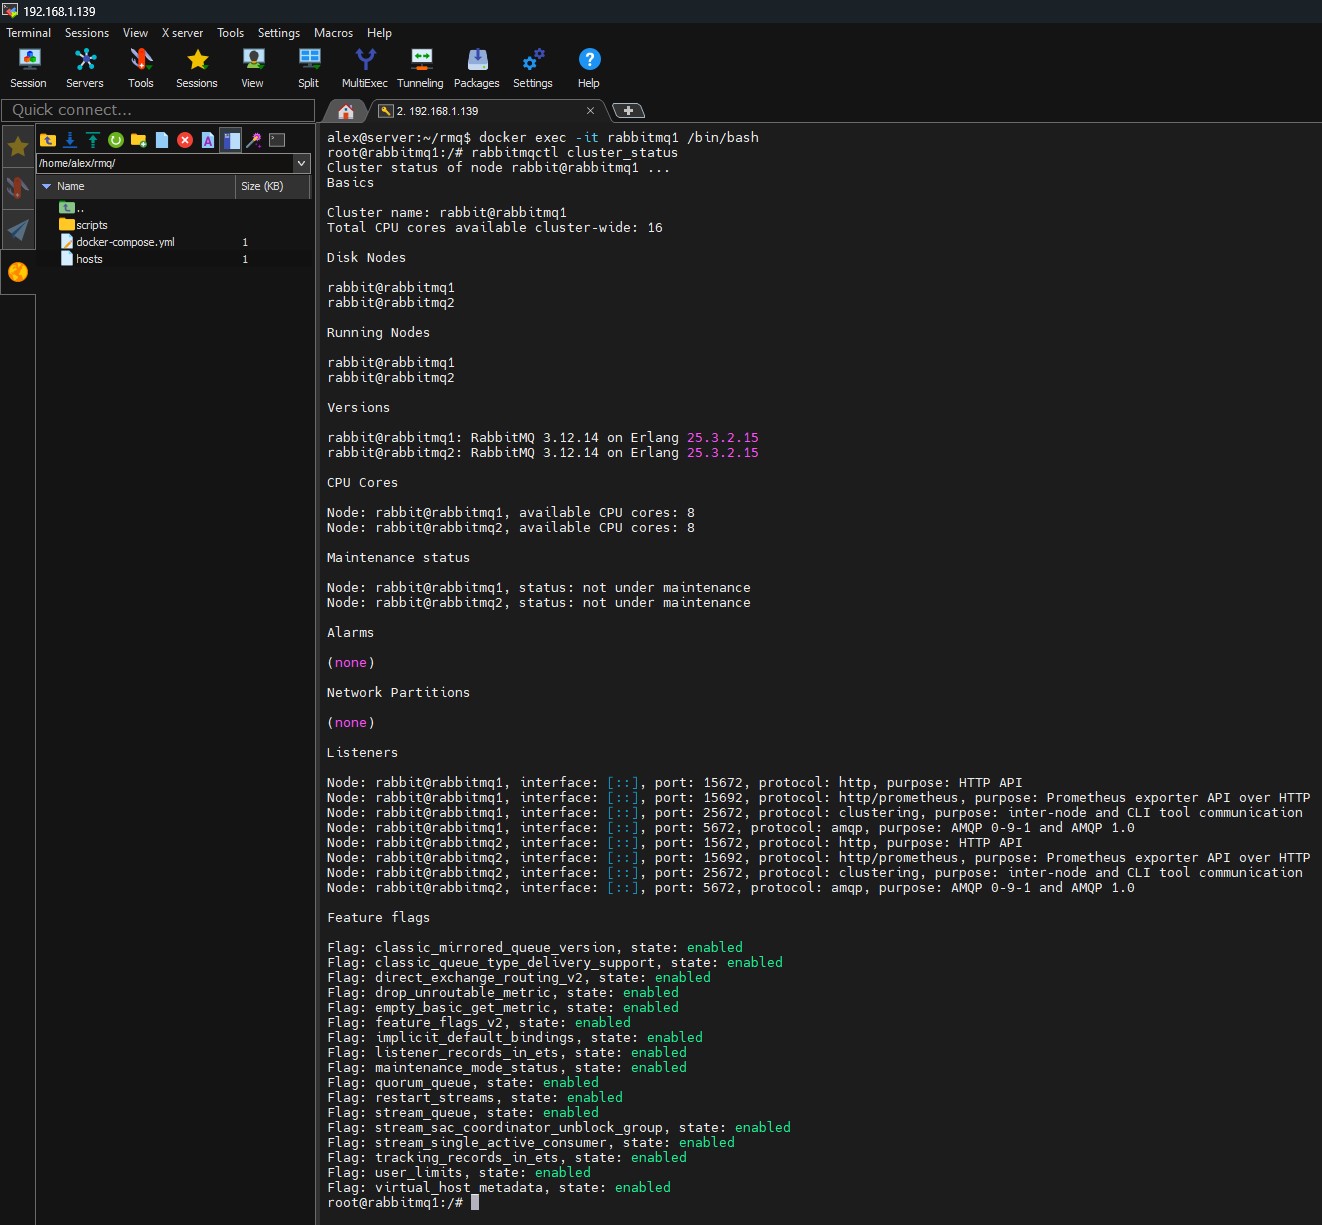 192.168.1.139
Terminal Sessions View X server Tools Settings Macros Help
Session Servers Tools Sessions View Split MultiExec Tunneling Packages Settings Help
Quick connect...
2. 192.168.1.139
/home/alex/rmq/
Name Size (KB)
..
scripts
docker-compose.yml 1
hosts 1
alex@server:~/rmq$ docker exec -it rabbitmq1 /bin/bash
root@rabbitmq1:/# rabbitmqctl cluster_status
Cluster status of node rabbit@rabbitmq1 ...
Basics
Cluster name: rabbit@rabbitmq1
Total CPU cores available cluster-wide: 16
Disk Nodes
rabbit@rabbitmq1
rabbit@rabbitmq2
Running Nodes
rabbit@rabbitmq1
rabbit@rabbitmq2
Versions
rabbit@rabbitmq1: RabbitMQ 3.12.14 on Erlang 25.3.2.15
rabbit@rabbitmq2: RabbitMQ 3.12.14 on Erlang 25.3.2.15
CPU Cores
Node: rabbit@rabbitmq1, available CPU cores: 8
Node: rabbit@rabbitmq2, available CPU cores: 8
Maintenance status
Node: rabbit@rabbitmq1, status: not under maintenance
Node: rabbit@rabbitmq2, status: not under maintenance
Alarms
(none)
Network Partitions
(none)
Listeners
Node: rabbit@rabbitmq1, interface: [::], port: 15672, protocol: http, purpose: HTTP API
Node: rabbit@rabbitmq1, interface: [::], port: 15692, protocol: http/prometheus, purpose: Prometheus exporter API over HTTP
Node: rabbit@rabbitmq1, interface: [::], port: 25672, protocol: clustering, purpose: inter-node and CLI tool communication
Node: rabbit@rabbitmq1, interface: [::], port: 5672, protocol: amqp, purpose: AMQP 0-9-1 and AMQP 1.0
Node: rabbit@rabbitmq2, interface: [::], port: 15672, protocol: http, purpose: HTTP API
Node: rabbit@rabbitmq2, interface: [::], port: 15692, protocol: http/prometheus, purpose: Prometheus exporter API over HTTP
Node: rabbit@rabbitmq2, interface: [::], port: 25672, protocol: clustering, purpose: inter-node and CLI tool communication
Node: rabbit@rabbitmq2, interface: [::], port: 5672, protocol: amqp, purpose: AMQP 0-9-1 and AMQP 1.0
Feature flags
Flag: classic_mirrored_queue_version, state: enabled
Flag: classic_queue_type_delivery_support, state: enabled
Flag: direct_exchange_routing_v2, state: enabled
Flag: drop_unroutable_metric, state: enabled
Flag: empty_basic_get_metric, state: enabled
Flag: feature_flags_v2, state: enabled
Flag: implicit_default_bindings, state: enabled
Flag: listener_records_in_ets, state: enabled
Flag: maintenance_mode_status, state: enabled
Flag: quorum_queue, state: enabled
Flag: restart_streams, state: enabled
Flag: stream_queue, state: enabled
Flag: stream_sac_coordinator_unblock_group, state: enabled
Flag: stream_single_active_consumer, state: enabled
Flag: tracking_records_in_ets, state: enabled
Flag: user_limits, state: enabled
Flag: virtual_host_metadata, state: enabled
root@rabbitmq1:/#